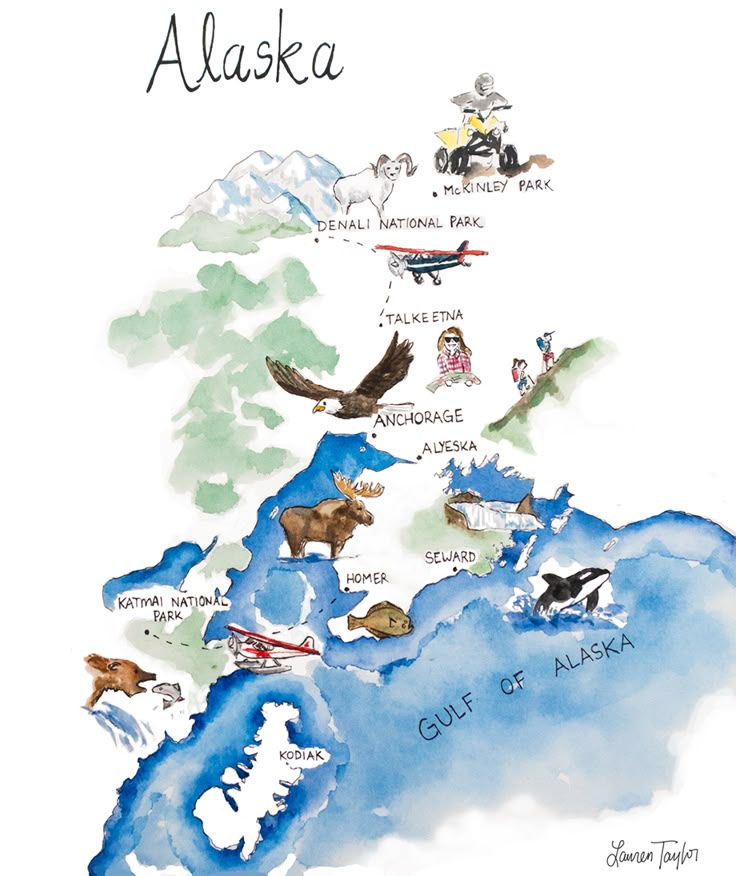 Alaska
McKINLEY PARK
DENALI NATIONAL PARK
TALKEETNA
ANCHORAGE
ALYESKA
SEWARD
HOMER
KATMAI NATIONAL
PARK
GULF OF ALASKA
KODIAK
Lauren Taylor